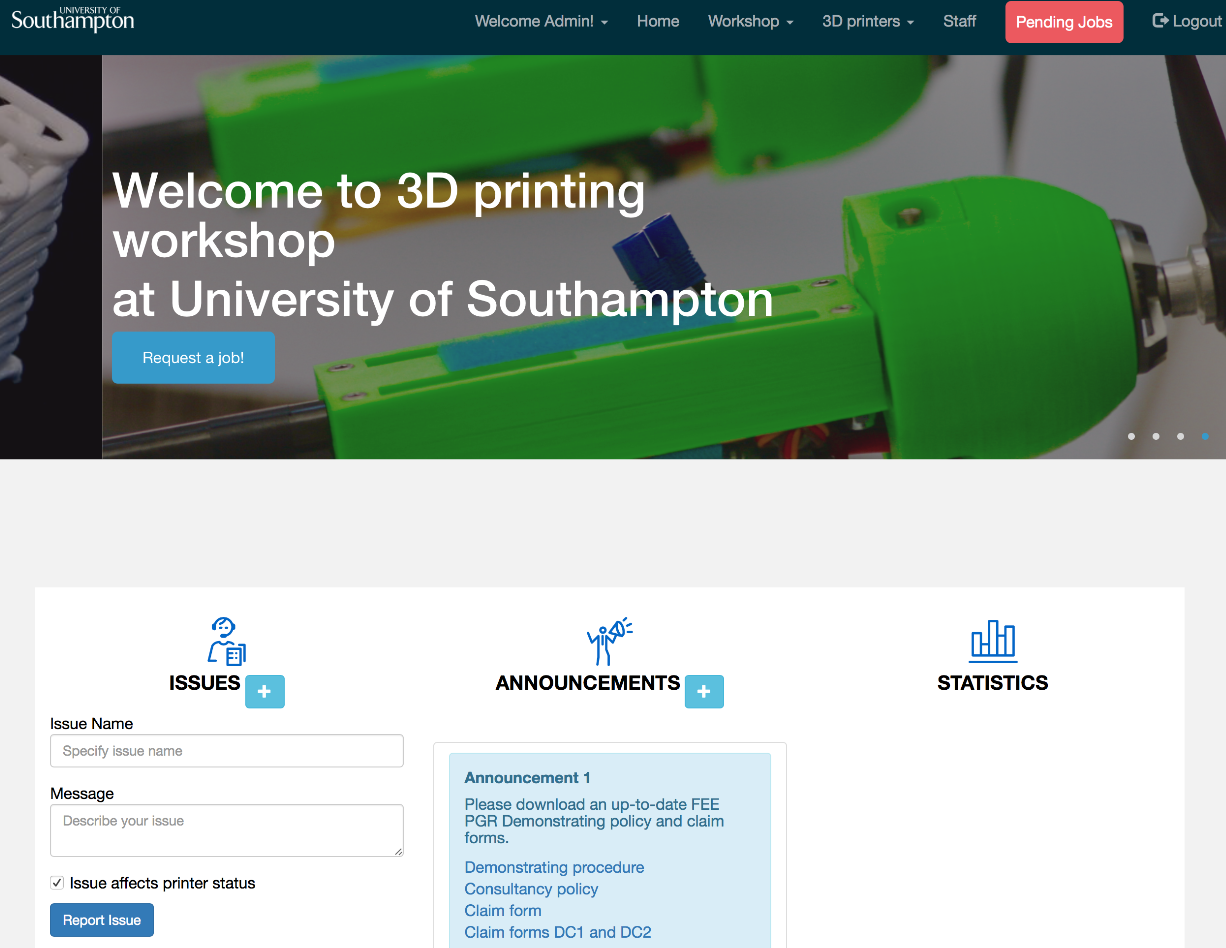 UNIVERSITY OF
Southampton
Welcome Admin!
Home
Workshop
3D printers
Staff
Pending Jobs
Logout
Welcome to 3D printing
workshop
at University of Southampton
Request a job!
ISSUES
Issue Name
Specify issue name
Message
Describe your issue
Issue affects printer status
Report Issue
ANNOUNCEMENTS
Announcement 1
Please download an up-to-date FEE
PGR Demonstrating policy and claim
forms.
Demonstrating procedure
Consultancy policy
Claim form
Claim forms DC1 and DC2
STATISTICS